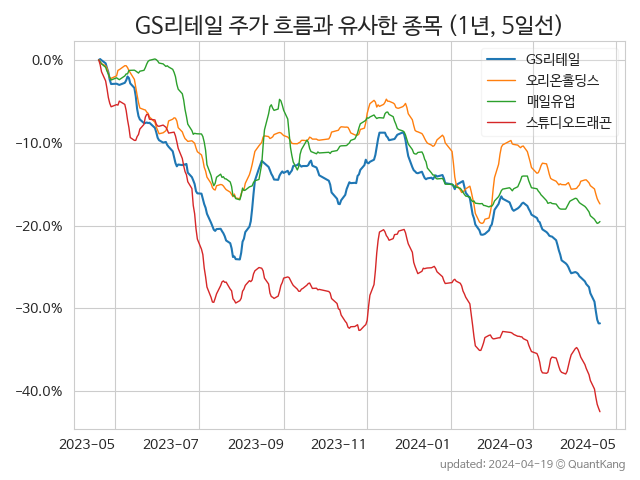 GS리테일 주가 흐름과 유사한 종목 (1년, 5일선)
GS리테일
오리온홀딩스
매일유업
스튜디오드래곤
0.0%
−10.0%
−20.0%
−30.0%
−40.0%
2023-05 2023-07 2023-09 2023-11 2024-01 2024-03 2024-05
updated: 2024-04-19 © QuantKang